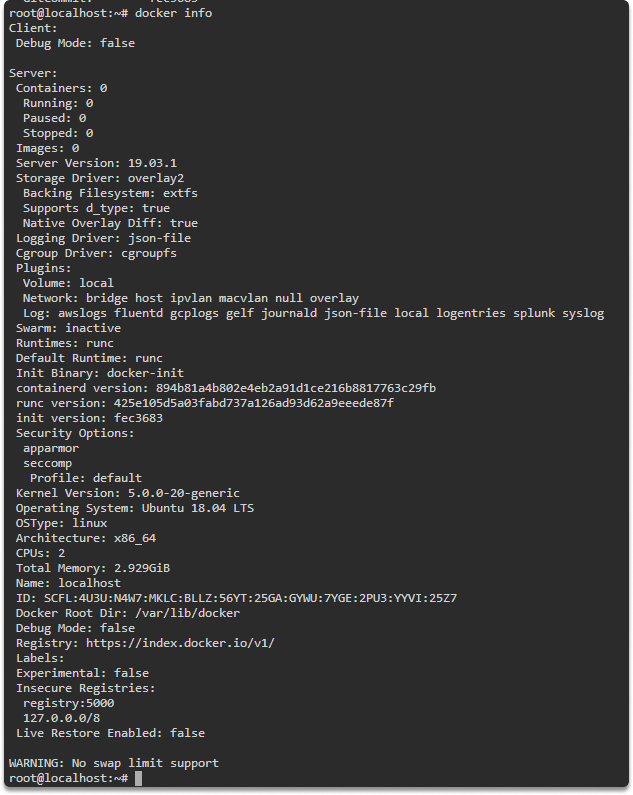 root@localhost:~# docker info
Client:
 Debug Mode: false

Server:
 Containers: 0
  Running: 0
  Paused: 0
  Stopped: 0
 Images: 0
 Server Version: 19.03.1
 Storage Driver: overlay2
  Backing Filesystem: extfs
  Supports d_type: true
  Native Overlay Diff: true
 Logging Driver: json-file
 Cgroup Driver: cgroupfs
 Plugins:
  Volume: local
  Network: bridge host ipvlan macvlan null overlay
  Log: awslogs fluentd gcplogs gelf journald json-file local logentries splunk syslog
 Swarm: inactive
 Runtimes: runc
 Default Runtime: runc
 Init Binary: docker-init
 containerd version: 894b81a4b802e4eb2a91d1ce216b8817763c29fb
 runc version: 425e105d5a03fabd737a126ad93d62a9eeede87f
 init version: fec3683
 Security Options:
  apparmor
  seccomp
   Profile: default
 Kernel Version: 5.0.0-20-generic
 Operating System: Ubuntu 18.04 LTS
 OSType: linux
 Architecture: x86_64
 CPUs: 2
 Total Memory: 2.929GiB
 Name: localhost
 ID: SCFL:4U3U:N4W7:MKLC:BLLZ:56YT:25GA:GYWU:7YGE:2PU3:YYVI:25Z7
 Docker Root Dir: /var/lib/docker
 Debug Mode: false
 Registry: https://index.docker.io/v1/
 Labels:
 Experimental: false
 Insecure Registries:
  registry:5000
  127.0.0.0/8
 Live Restore Enabled: false

WARNING: No swap limit support
root@localhost:~#